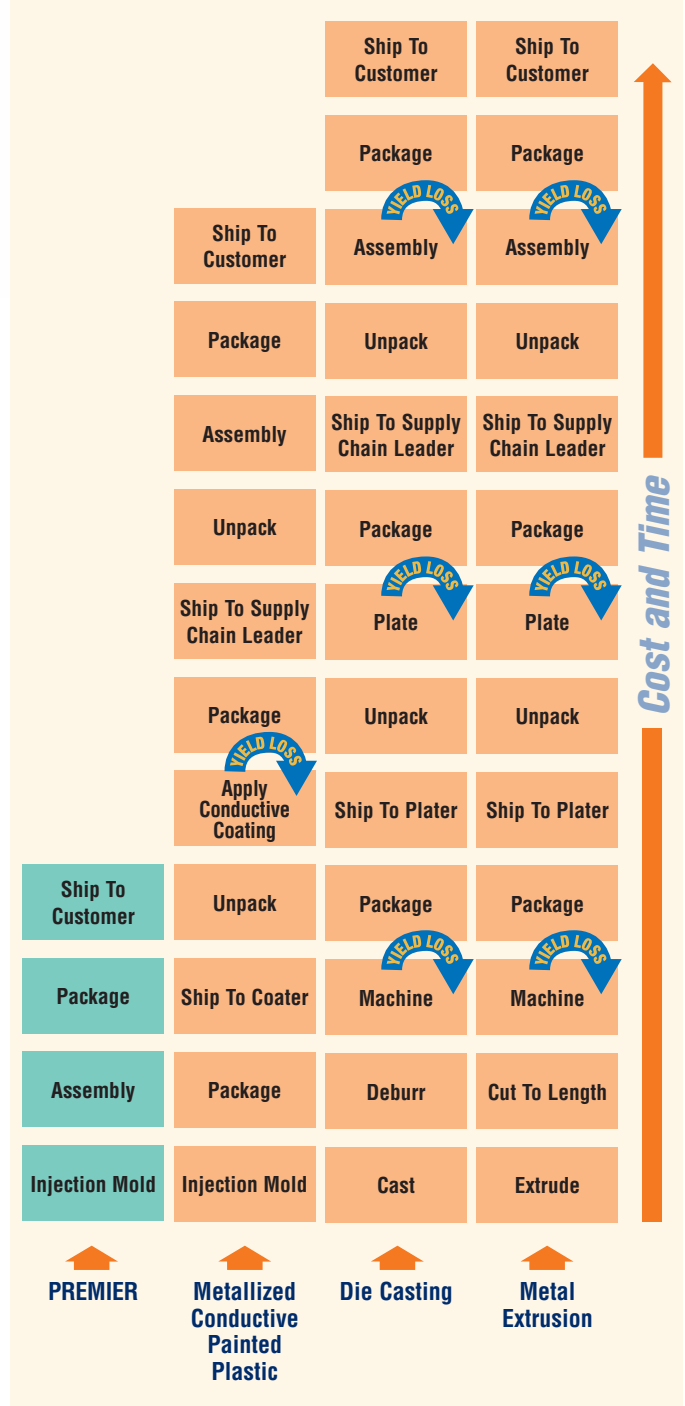 Ship To
Customer
Ship To
Customer
Package
Package
YIELD LOSS
YIELD LOSS
Ship To
Customer
Assembly
Assembly
Package
Unpack
Unpack
Assembly
Ship To Supply
Chain Leader
Ship To Supply
Chain Leader
Unpack
Package
Package
YIELD LOSS
YIELD LOSS
Ship To Supply
Chain Leader
Plate
Plate
Package
Unpack
Unpack
YIELD LOSS
Apply
Conductive
Coating
Ship To Plater
Ship To Plater
Ship To
Customer
Unpack
Package
Package
YIELD LOSS
YIELD LOSS
Package
Ship To Coater
Machine
Machine
Assembly
Package
Deburr
Cut To Length
Injection Mold
Injection Mold
Cast
Extrude
Cost and Time
PREMIER
Metallized
Conductive
Painted
Plastic
Die Casting
Metal
Extrusion